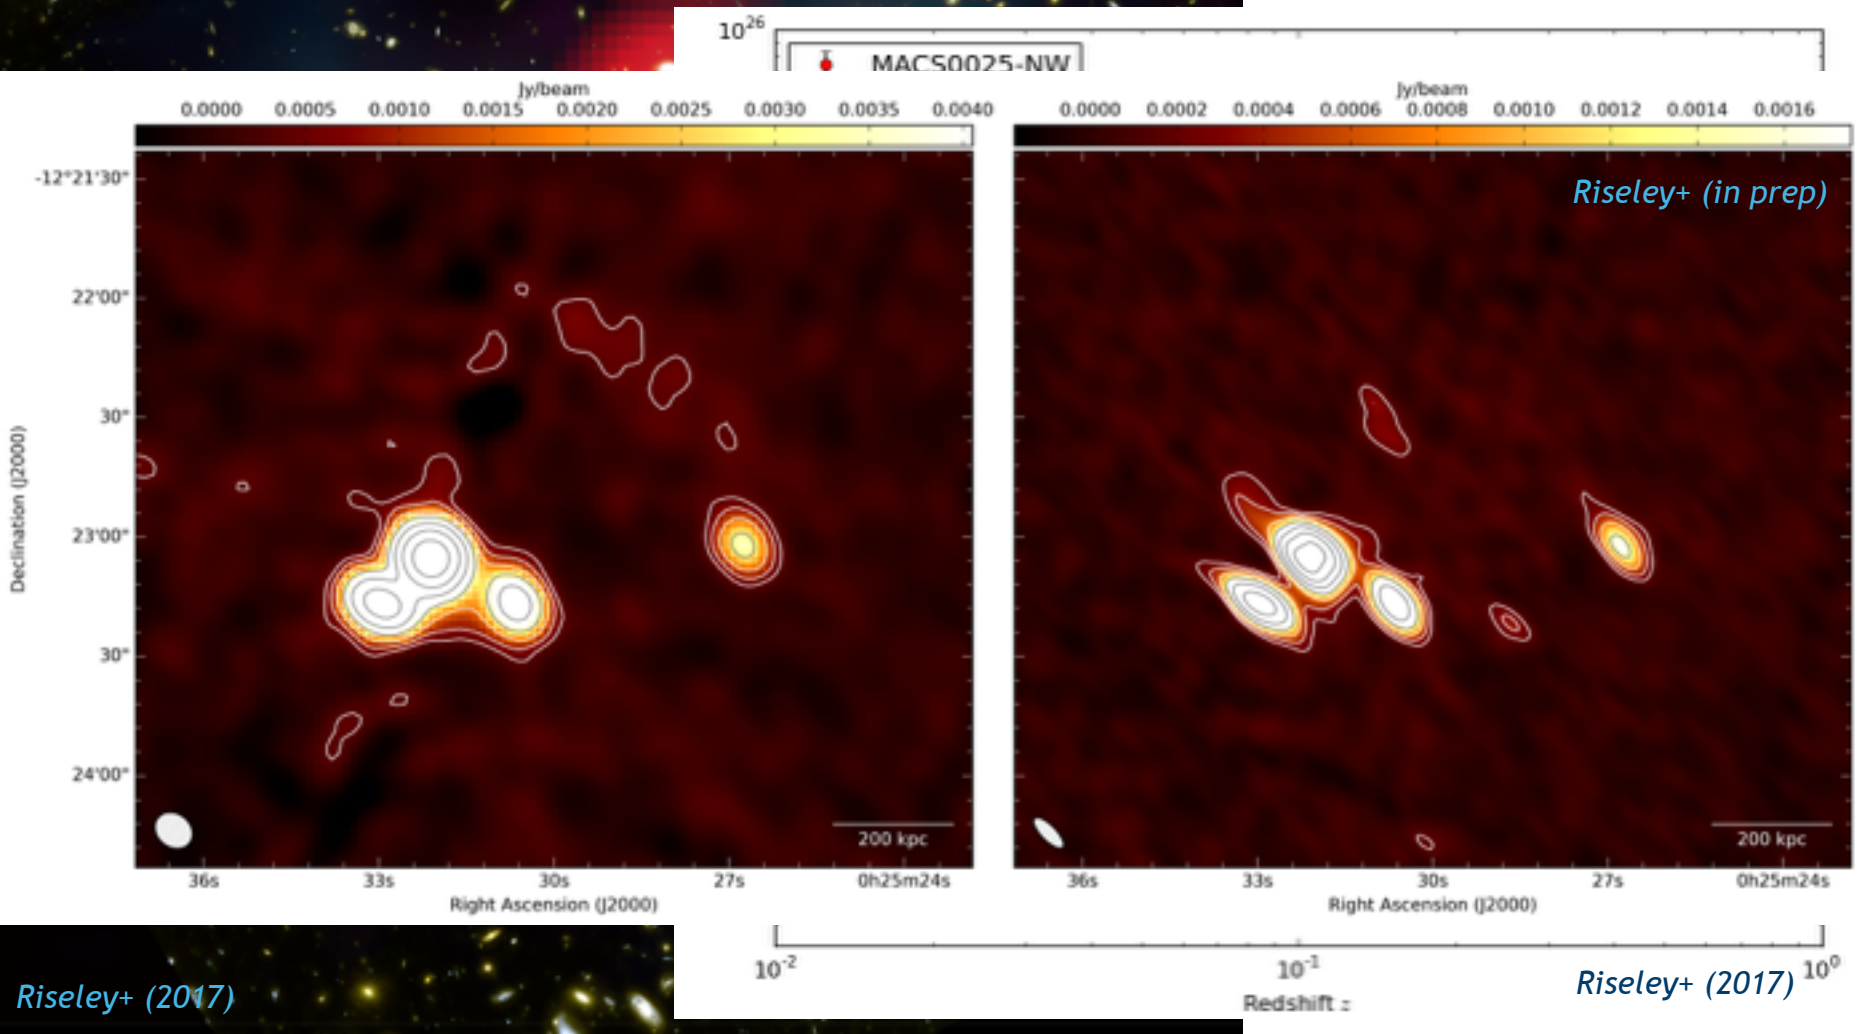 10^26
MACS0025-NW
Jy/beam
0.0000 0.0005 0.0010 0.0015 0.0020 0.0025 0.0030 0.0035 0.0040
Jy/beam
0.0000 0.0002 0.0004 0.0006 0.0008 0.0010 0.0012 0.0014 0.0016
Riseley+ (in prep)
-12°21'30"
22'00"
30"
23'00"
30"
24'00"
Declination (J2000)
200 kpc
200 kpc
36s 33s 30s 27s 0h25m24s
Right Ascension (J2000)
36s 33s 30s 27s 0h25m24s
Right Ascension (J2000)
10^-2 10^-1 10^0
Redshift z
Riseley+ (2017)
Riseley+ (2017)